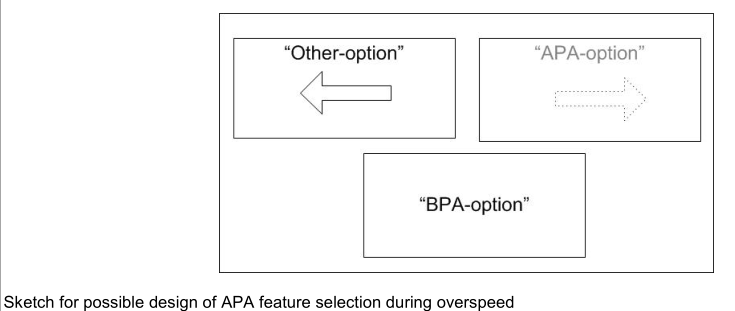 “Other-option”
“APA-option”
“BPA-option”
Sketch for possible design of APA feature selection during overspeed